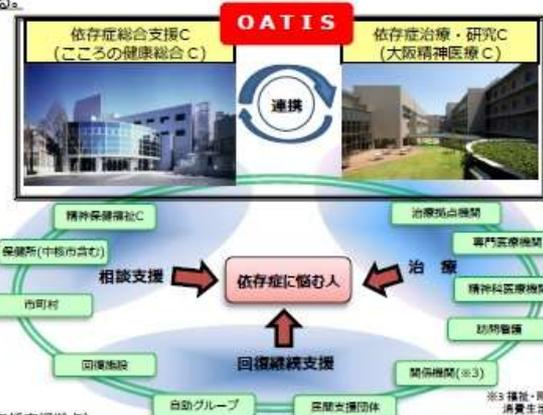 OATIS
依存症総合支援C
(こころの健康総合C)
依存症治療・研究C
(大阪精神医療C)
連携
精神保健福祉C
治療拠点機関
保健所(中核市含む)
専門医療機関
相談支援
依存症に悩む人
治 療
精神科医療機関
市町村
訪問看護
回復施設
回復継続支援
関係機関(※3)
自助グループ
民間支援団体
※3 福祉・
消費生